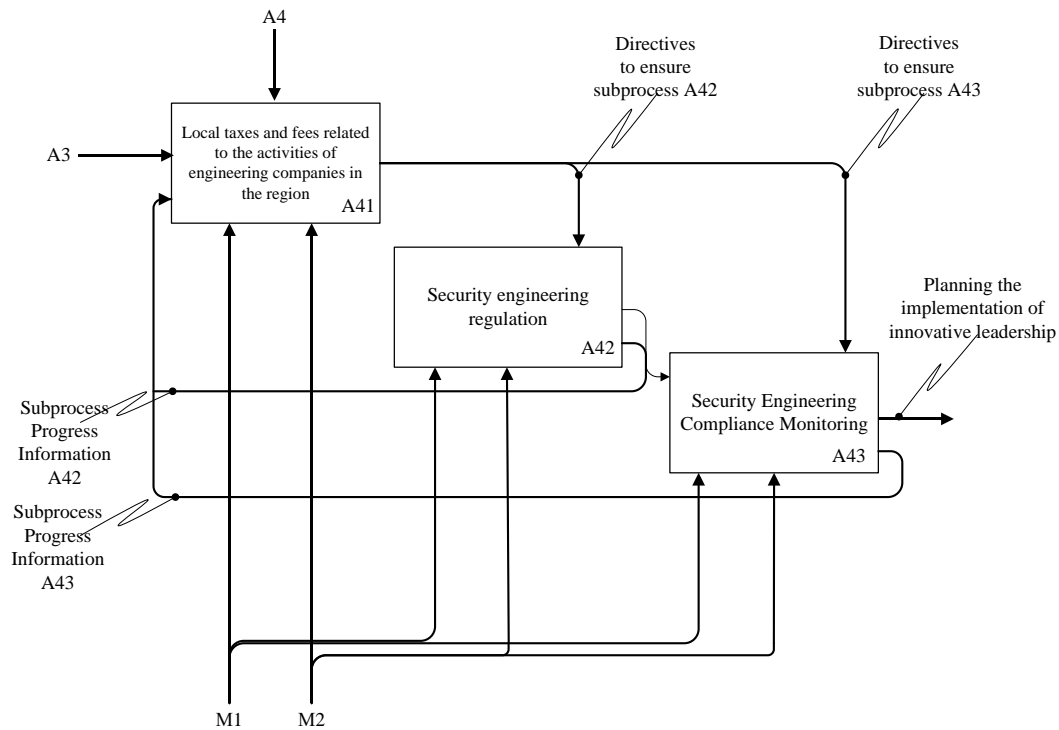 A4
Directives
to ensure
subprocess A42
Directives
to ensure
subprocess A43
A3
Local taxes and fees related
to the activities of
engineering companies in
the region
A41
Security engineering
regulation
A42
Planning the
implementation of
innovative leadership
Security Engineering
Compliance Monitoring
A43
Subprocess
Progress
Information
A42
Subprocess
Progress
Information
A43
M1
M2